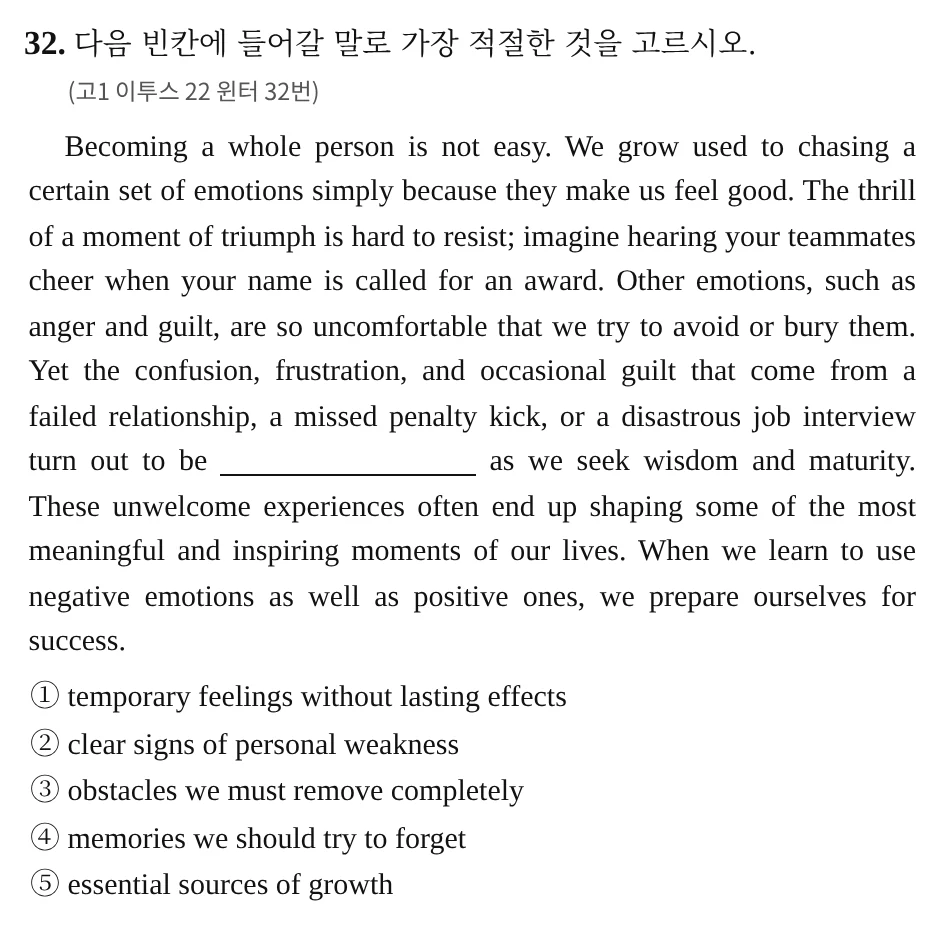 32. 다음 빈칸에 들어갈 말로 가장 적절한 것을 고르시오.
(고1 이투스 22 윈터 32번)
Becoming a whole person is not easy. We grow used to chasing a
certain set of emotions simply because they make us feel good. The thrill
of a moment of triumph is hard to resist; imagine hearing your teammates
cheer when your name is called for an award. Other emotions, such as
anger and guilt, are so uncomfortable that we try to avoid or bury them.
Yet the confusion, frustration, and occasional guilt that come from a
failed relationship, a missed penalty kick, or a disastrous job interview
turn out to be ________________ as we seek wisdom and maturity.
These unwelcome experiences often end up shaping some of the most
meaningful and inspiring moments of our lives. When we learn to use
negative emotions as well as positive ones, we prepare ourselves for
success.
① temporary feelings without lasting effects
② clear signs of personal weakness
③ obstacles we must remove completely
④ memories we should try to forget
⑤ essential sources of growth